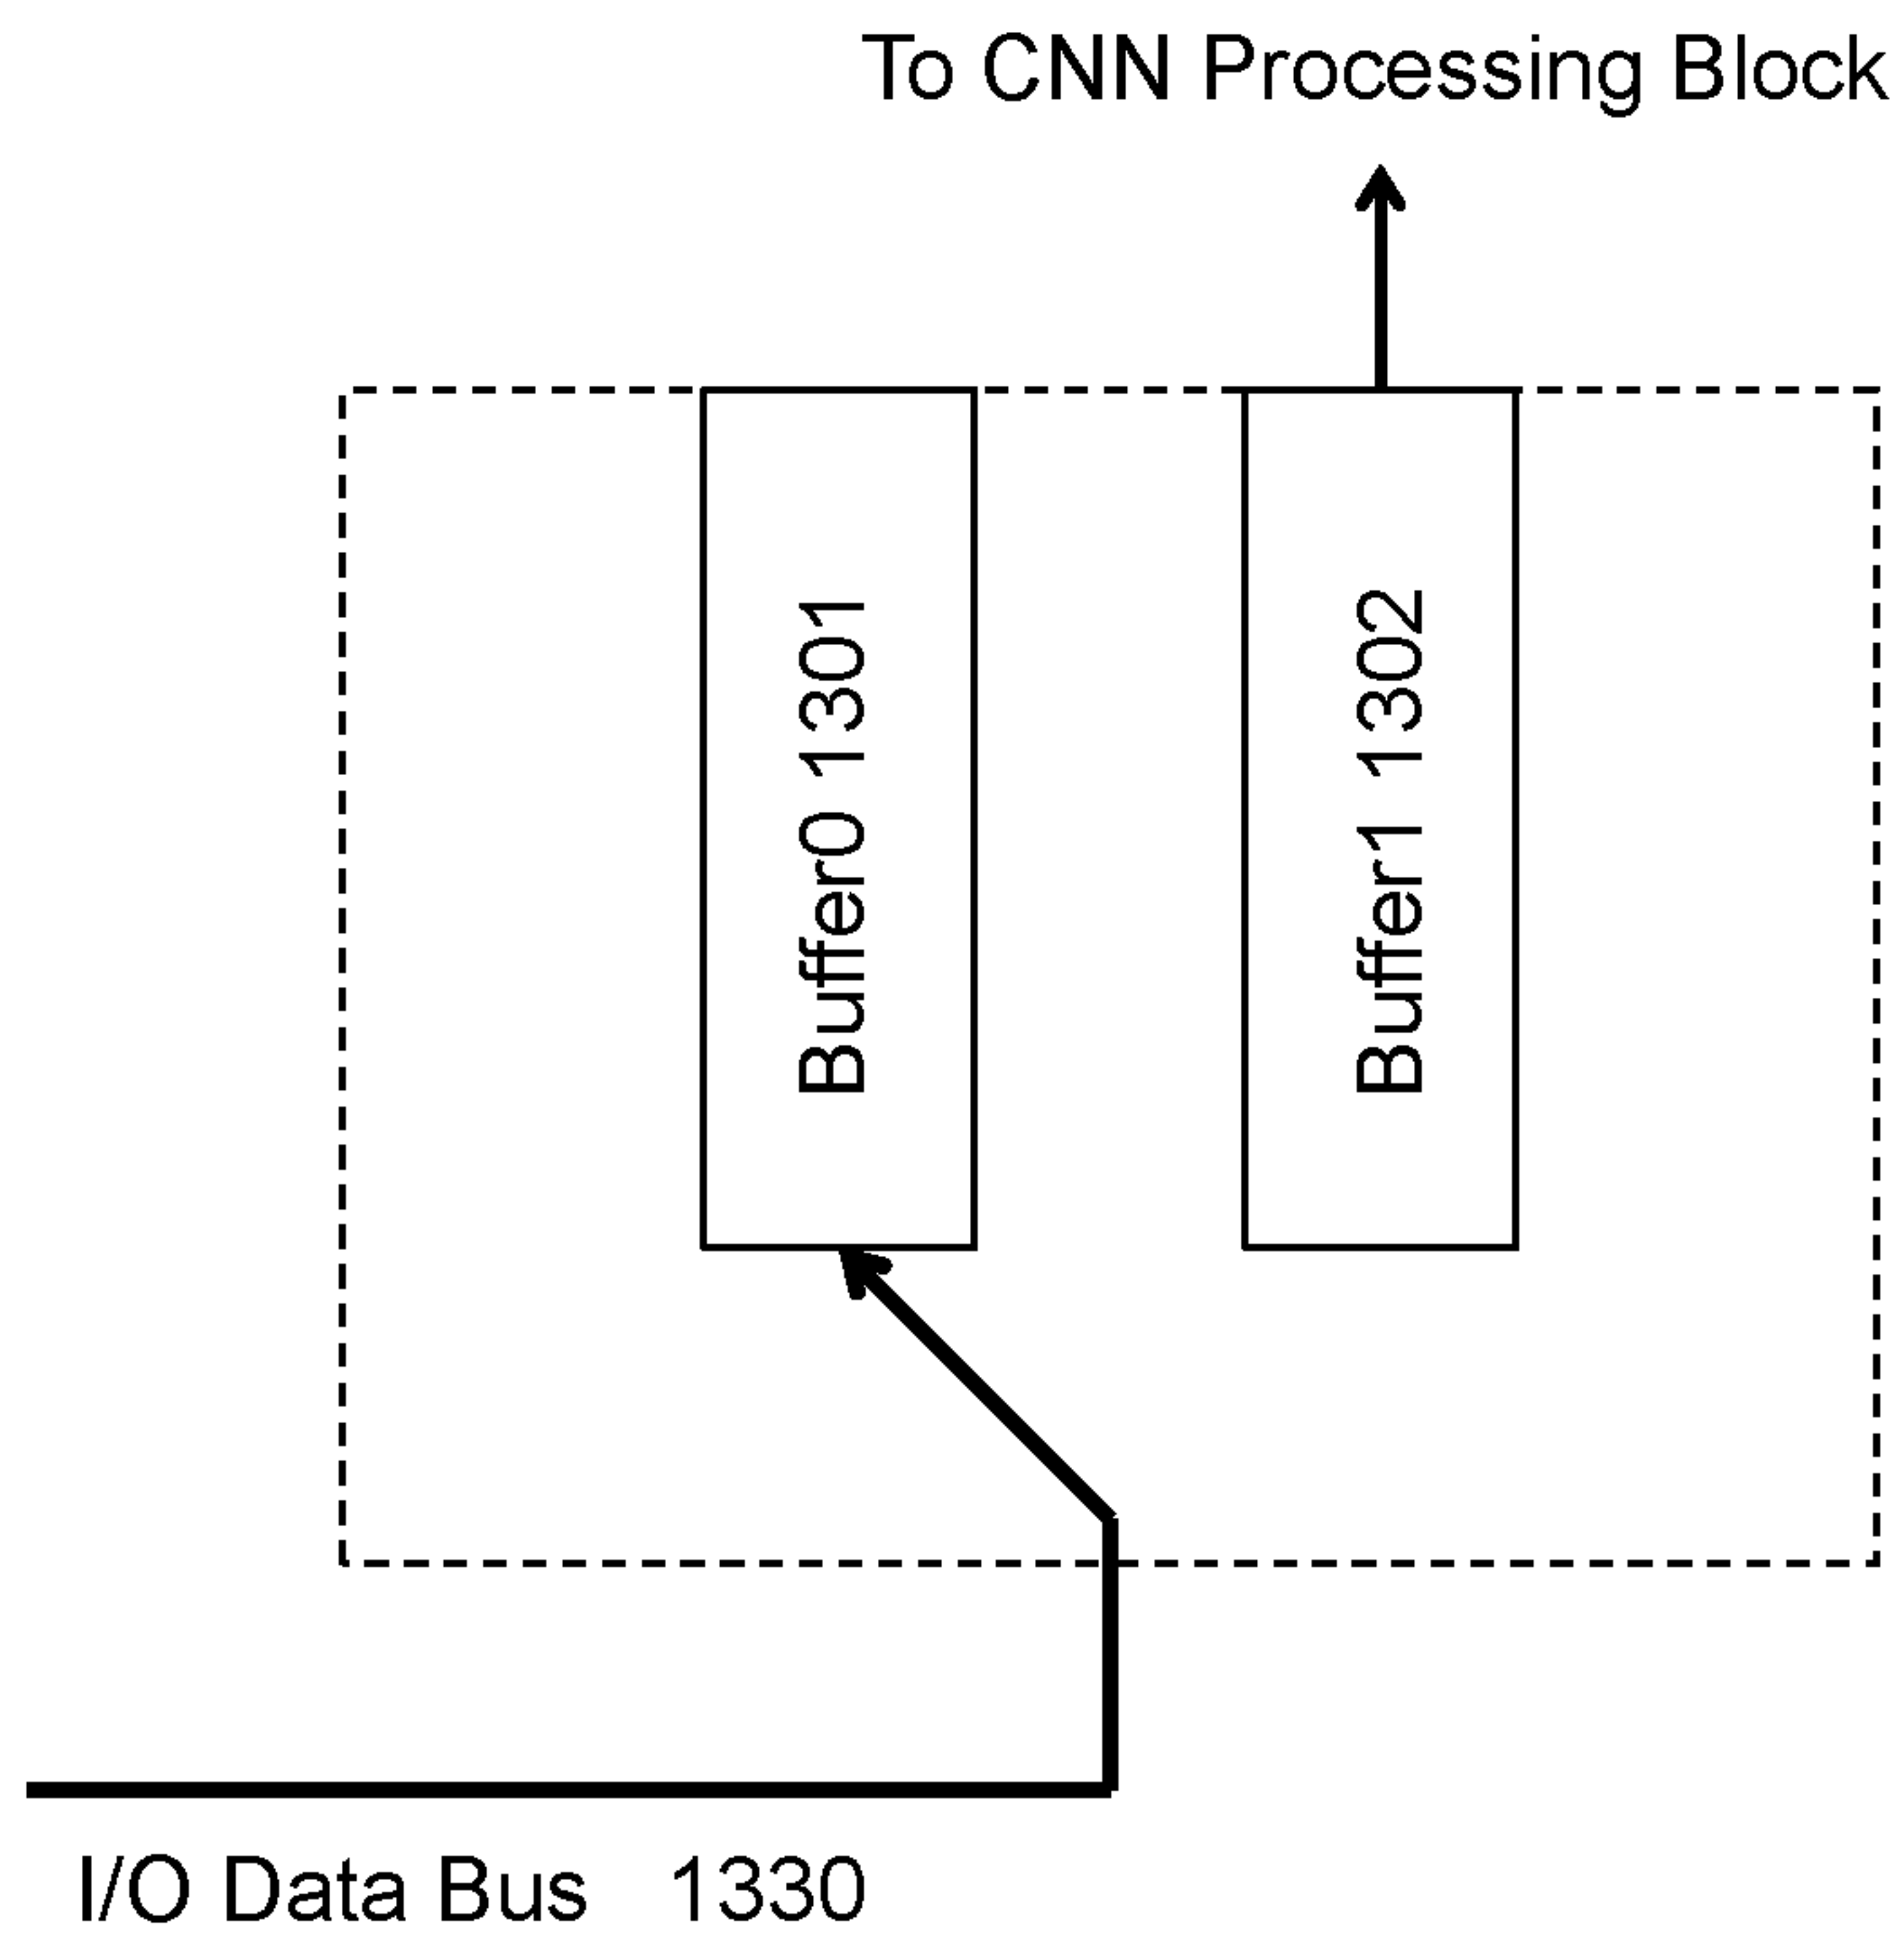 To CNN Processing Block
Buffer0 1301
Buffer1 1302
I/O Data Bus 1330